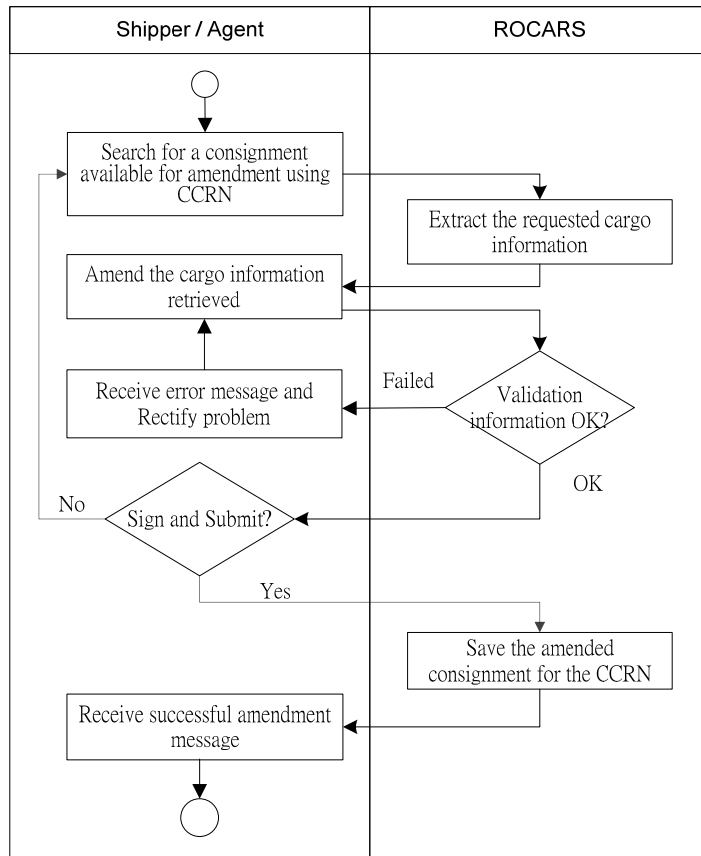 Shipper / Agent
ROCARS
Search for a consignment
available for amendment using
CCRN
Extract the requested cargo
information
Amend the cargo information
retrieved
Receive error message and
Rectify problem
Failed
Validation
information OK?
OK
No
Sign and Submit?
Yes
Save the amended
consignment for the CCRN
Receive successful amendment
message